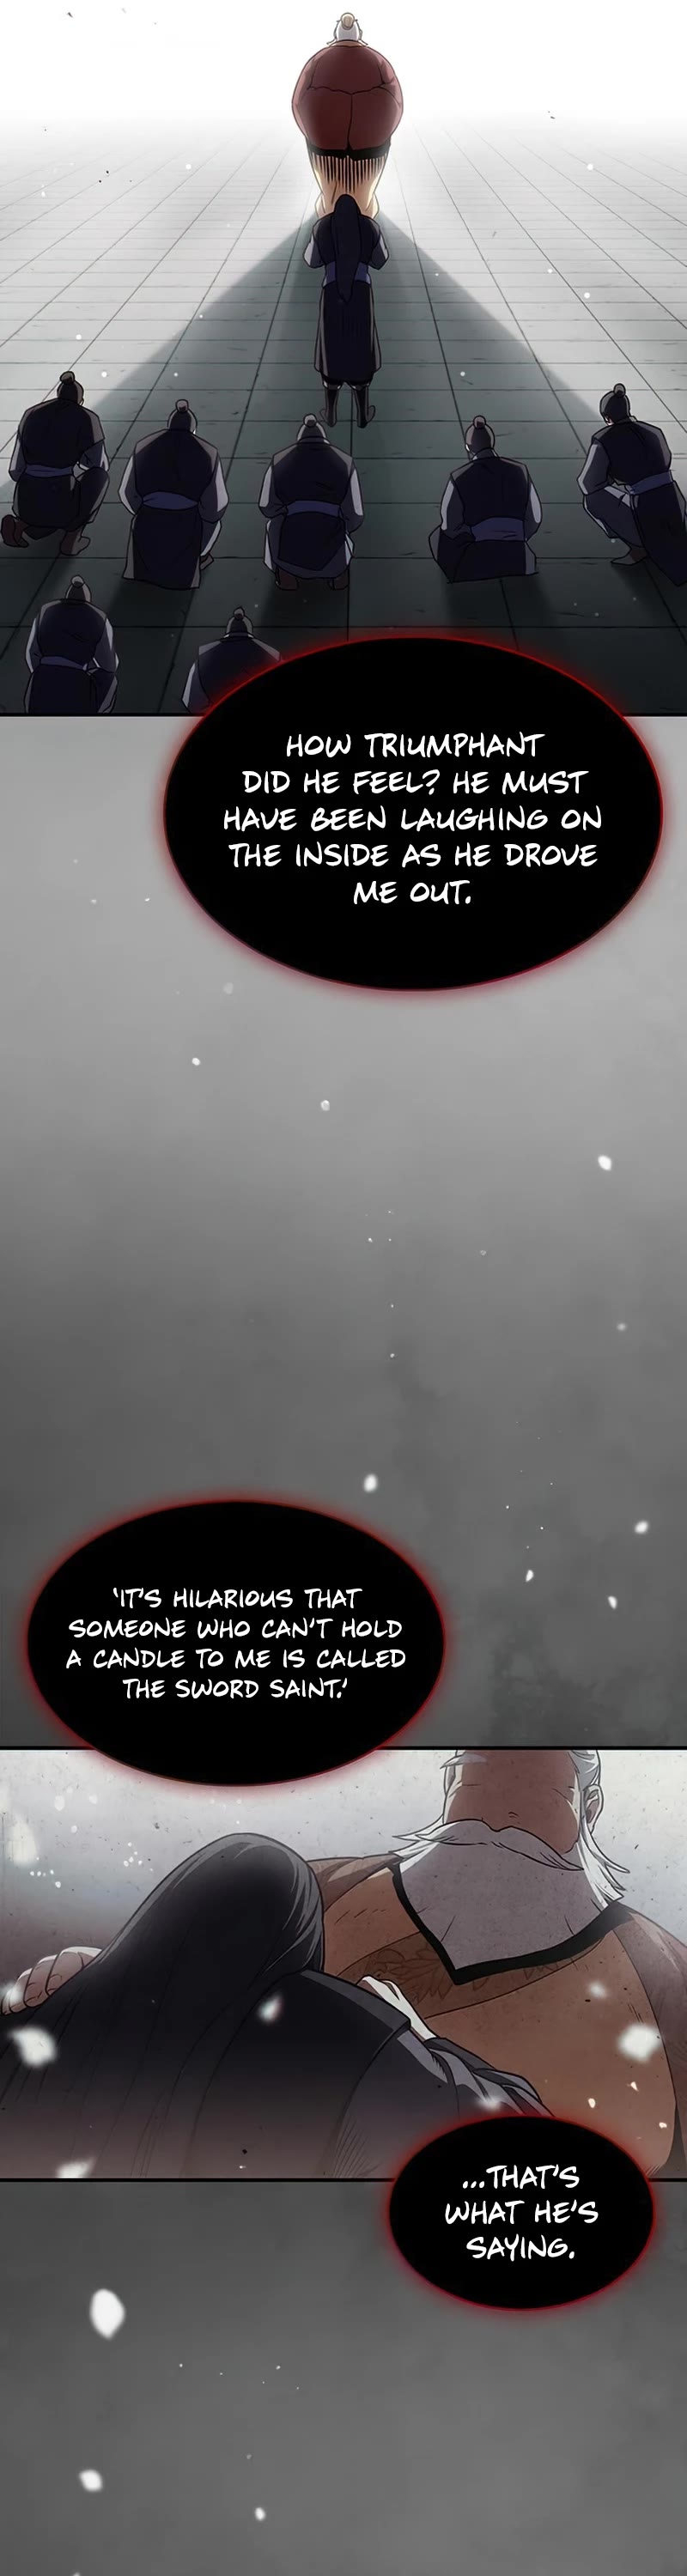 HOW TRIUMPHANT
DID HE FEEL? HE MUST
HAVE BEEN LAUGHING ON
THE INSIDE AS HE DROVE
ME OUT.
'IT'S HILARIOUS THAT
SOMEONE WHO CAN'T HOLD
A CANDLE TO ME IS CALLED
THE SWORD SAINT.'
...THAT'S
WHAT HE'S
SAYING.